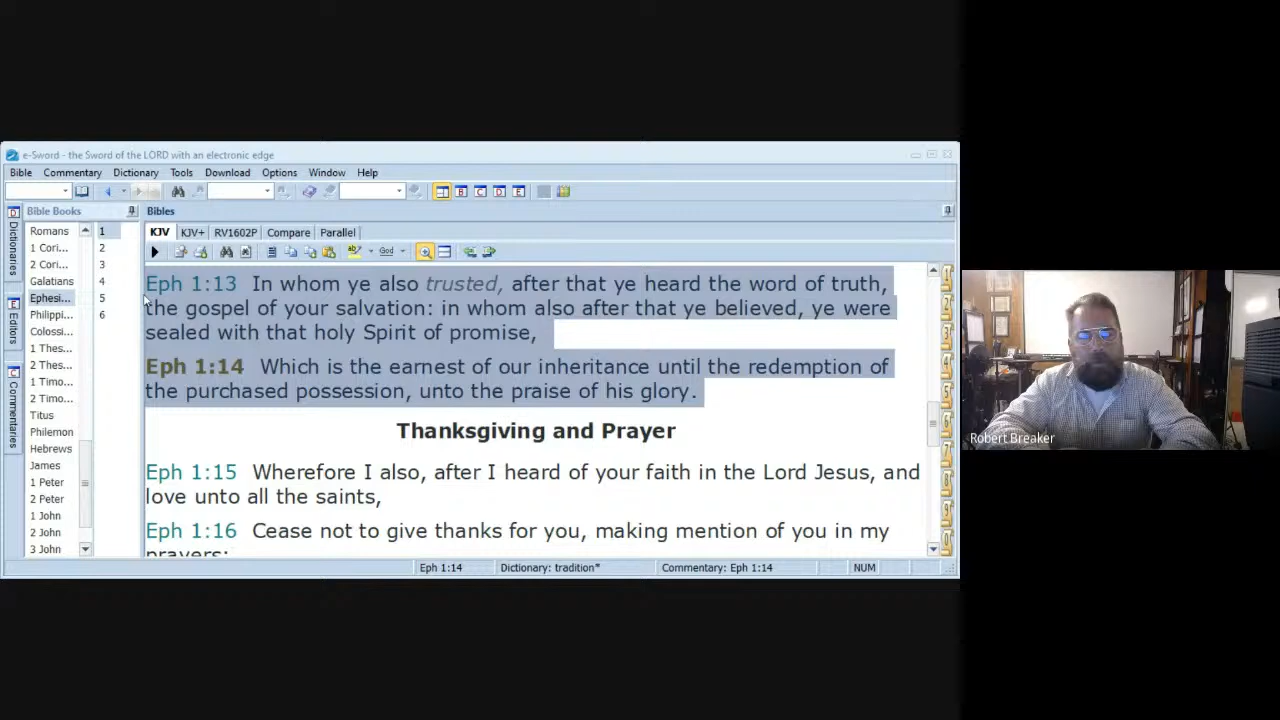 e-Sword - the Sword of the LORD with an electronic edge
Bible Commentary Dictionary Tools Download Options Window Help
Bible Books
Bibles
KJV KJV+ RV1602P Compare Parallel
God
Dictionaries
Editors
Commentaries
Romans
1 Cori...
2 Cori...
Galatians
Ephesi...
Philippi...
Colossi...
1 Thes...
2 Thes...
1 Timo...
2 Timo...
Titus
Philemon
Hebrews
James
1 Peter
2 Peter
1 John
2 John
3 John
1
2
3
4
5
6
Eph 1:13 In whom ye also trusted, after that ye heard the word of truth,
the gospel of your salvation: in whom also after that ye believed, ye were
sealed with that holy Spirit of promise,
Eph 1:14 Which is the earnest of our inheritance until the redemption of
the purchased possession, unto the praise of his glory.
Thanksgiving and Prayer
Eph 1:15 Wherefore I also, after I heard of your faith in the Lord Jesus, and
love unto all the saints,
Eph 1:16 Cease not to give thanks for you, making mention of you in my
prayers;
Eph 1:14 Dictionary: tradition* Commentary: Eph 1:14 NUM
Robert Breaker